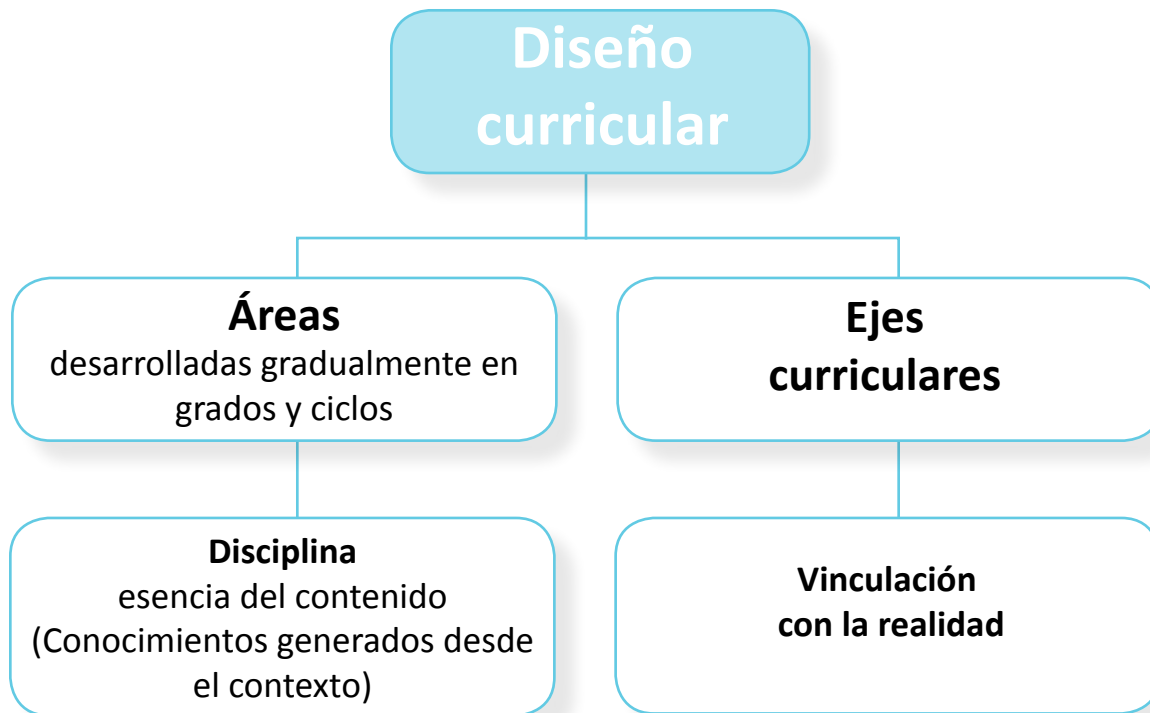 Diseño
curricular
Áreas
desarrolladas gradualmente en
grados y ciclos
Ejes
curriculares
Disciplina
esencia del contenido
(Conocimientos generados desde
el contexto)
Vinculación
con la realidad